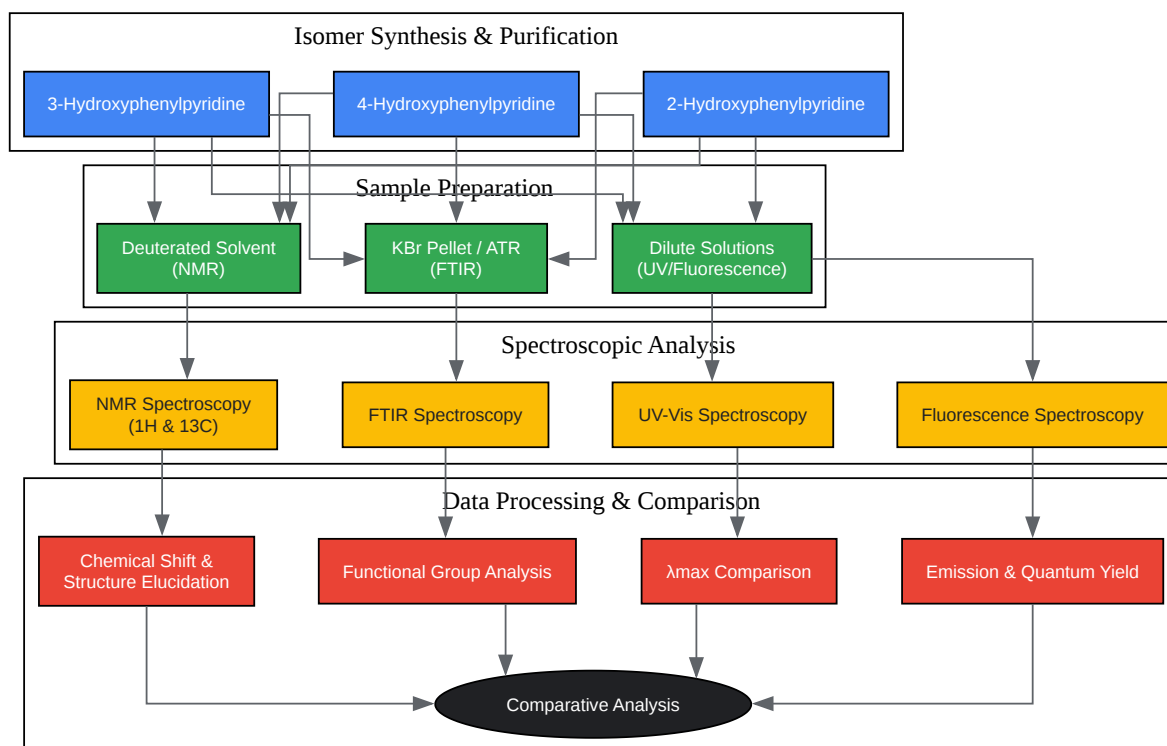 Isomer Synthesis & Purification
3-Hydroxyphenylpyridine
4-Hydroxyphenylpyridine
2-Hydroxyphenylpyridine
Sample Preparation
Deuterated Solvent
(NMR)
KBr Pellet / ATR
(FTIR)
Dilute Solutions
(UV/Fluorescence)
Spectroscopic Analysis
NMR Spectroscopy
(1H & 13C)
FTIR Spectroscopy
UV-Vis Spectroscopy
Fluorescence Spectroscopy
Data Processing & Comparison
Chemical Shift &
Structure Elucidation
Functional Group Analysis
λmax Comparison
Emission & Quantum Yield
Comparative Analysis